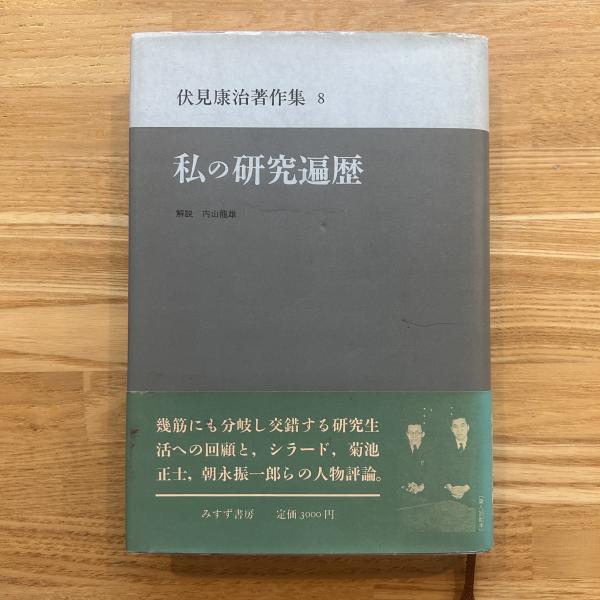 伏見康治著作集 8
私の研究遍歴
解説 内山龍雄
幾筋にも分岐し交錯する研究生
活への回顧と，シラード，菊池
正士，朝永振一郎らの人物評論。
みすず書房 定価 3000 円